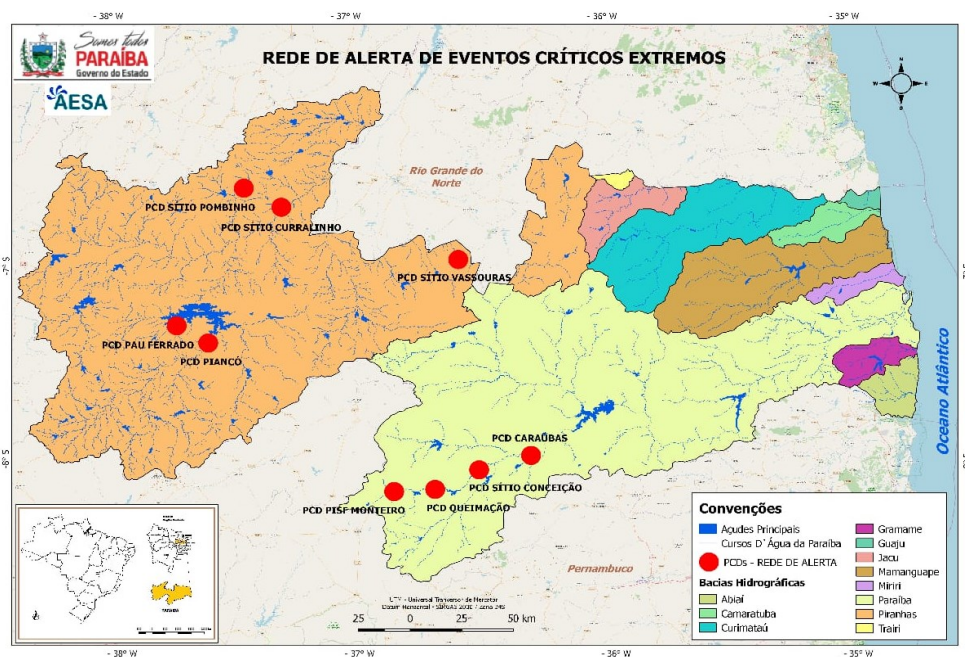 - 38° W
- 37° W
- 36° W
- 35° W
Somos todos
PARAÍBA
Governo do Estado
AESA
REDE DE ALERTA DE EVENTOS CRÍTICOS EXTREMOS
N
W
E
S
Rio Grande do
Norte
PCD SÍTIO POMBINHO
PCD SÍTIO CURRALINHO
PCD SÍTIO VASSOURAS
-7° S
PCD PAU FERRADO
PCD PIANCÓ
Oceano Atlântico
PCD CARAÚBAS
-8° S
PCD SÍTIO CONCEIÇÃO
PCD PISF MONTEIRO
PCD QUEIMAÇÃO
Pernambuco
25
0
25
50 km
Convenções
Açudes Principais
Cursos D'Água da Paraíba
PCDs - REDE DE ALERTA
Bacias Hidrográficas
Abiaí
Camaratuba
Curimataú
Gramame
Guaju
Jacu
Mamanguape
Miriri
Paraíba
Piranhas
Trairi
- 38° W
- 37° W
- 36° W
- 35° W